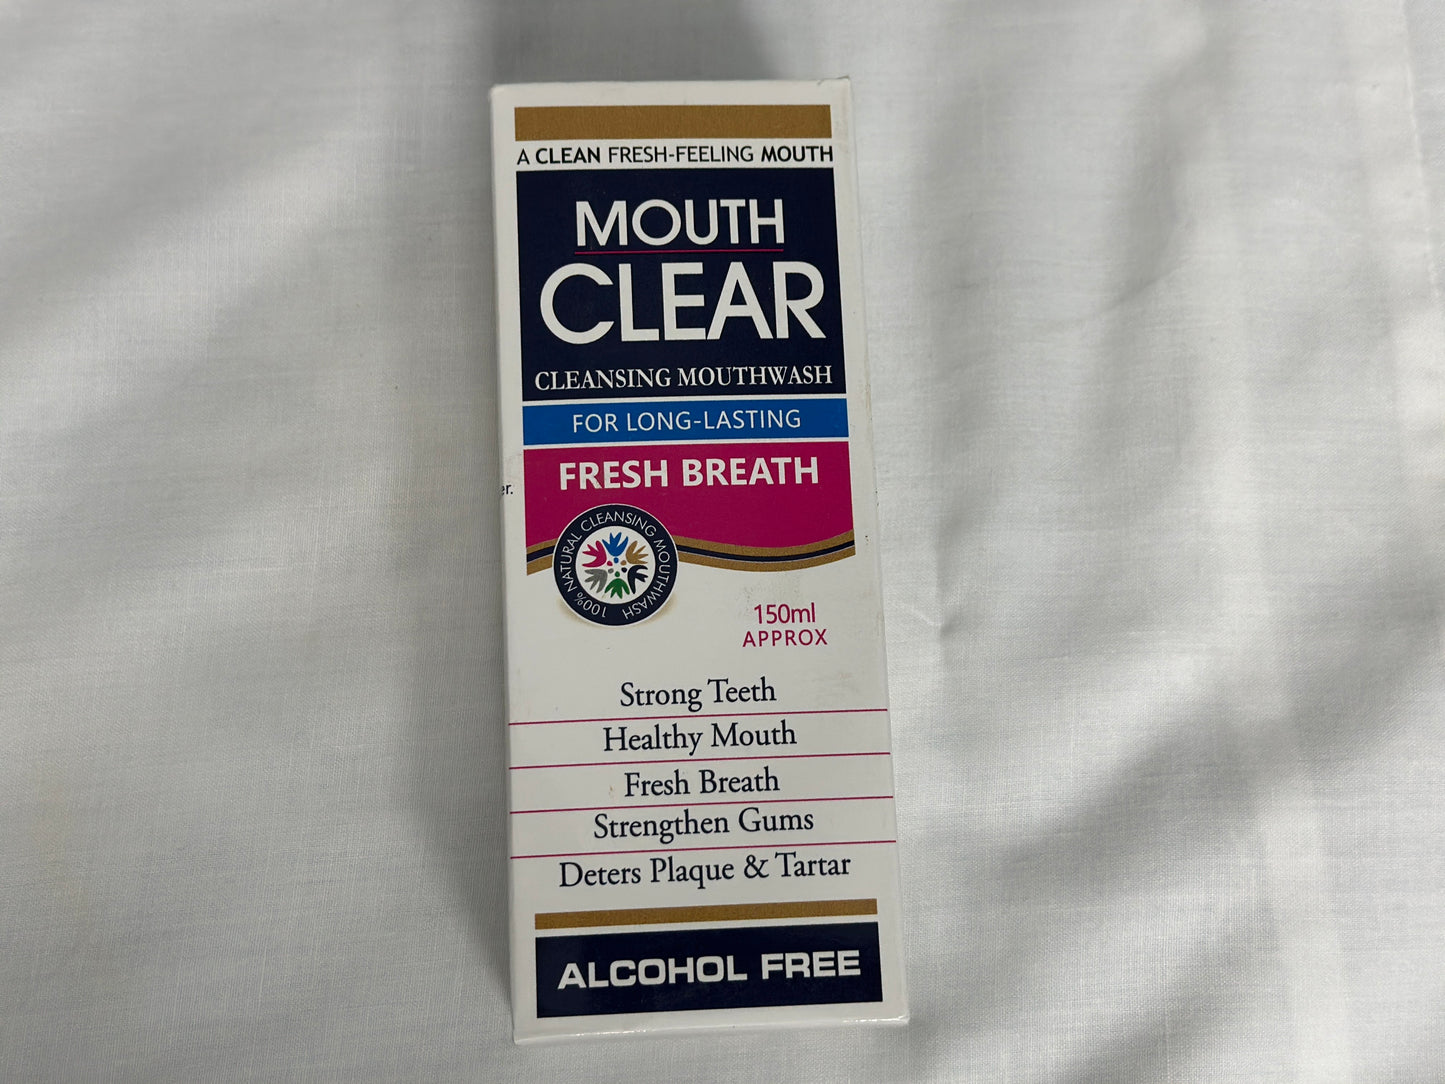 A CLEAN FRESH-FEELING MOUTH
MOUTH
CLEAR
CLEANSING MOUTHWASH
FOR LONG-LASTING
FRESH BREATH
er.
100% NATURAL CLEANSING MOUTHWASH
150ml
APPROX
Strong Teeth
Healthy Mouth
Fresh Breath
Strengthen Gums
Deters Plaque & Tartar
ALCOHOL FREE